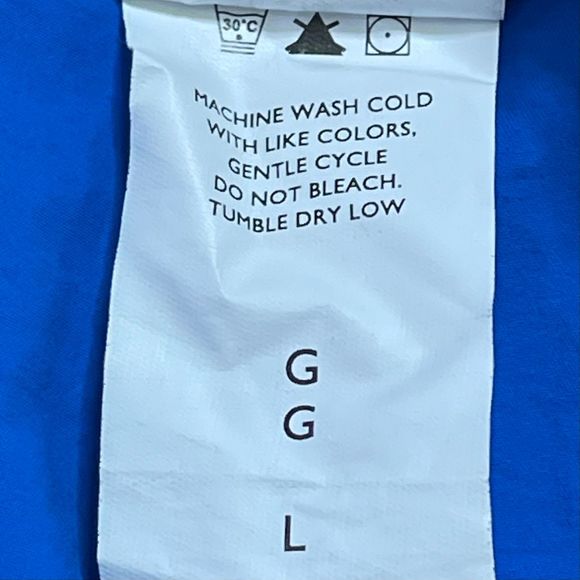 30°C
MACHINE WASH COLD
WITH LIKE COLORS,
GENTLE CYCLE
DO NOT BLEACH.
TUMBLE DRY LOW
G
G
L